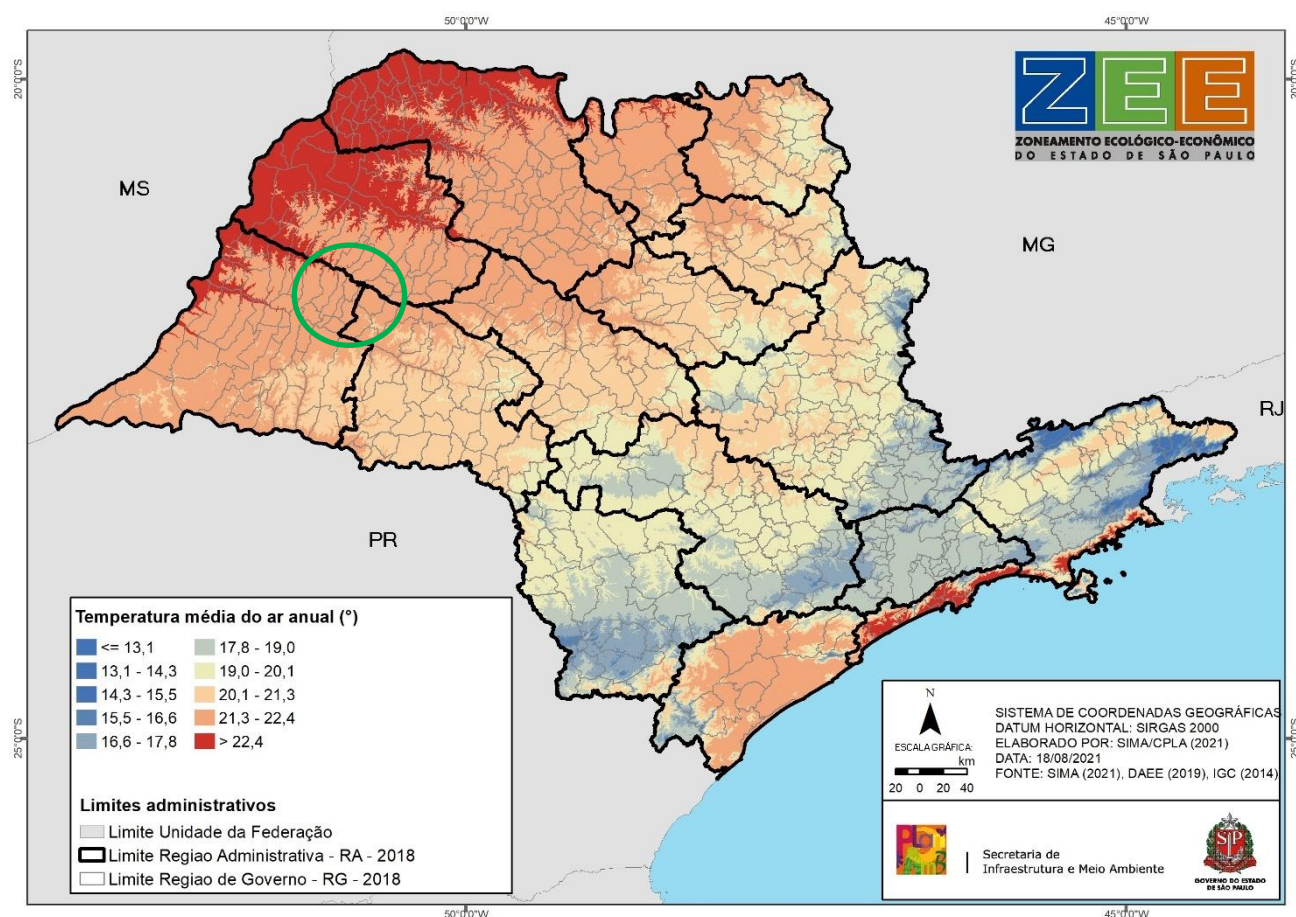 50°0'0"W
45°0'0"W
20°0'0"S
20°0'0"S
ZEE
ZONEAMENTO ECOLÓGICO-ECONÔMICO
DO ESTADO DE SÃO PAULO
MS
MG
RJ
PR
Temperatura média do ar anual (°)
<= 13,1
13,1 - 14,3
14,3 - 15,5
15,5 - 16,6
16,6 - 17,8
17,8 - 19,0
19,0 - 20,1
20,1 - 21,3
21,3 - 22,4
> 22,4
Limites administrativos
Limite Unidade da Federação
Limite Regiao Administrativa - RA - 2018
Limite Regiao de Governo - RG - 2018
25°0'0"S
25°0'0"S
N
ESCALA GRÁFICA:
km
20 0 20 40
SISTEMA DE COORDENADAS GEOGRÁFICAS
DATUM HORIZONTAL: SIRGAS 2000
ELABORADO POR: SIMA/CPLA (2021)
DATA: 18/08/2021
FONTE: SIMA (2021), DAEE (2019), IGC (2014)
Secretaria de
Infraestrutura e Meio Ambiente
GOVERNO DO ESTADO
DE SÃO PAULO
50°0'0"W
45°0'0"W